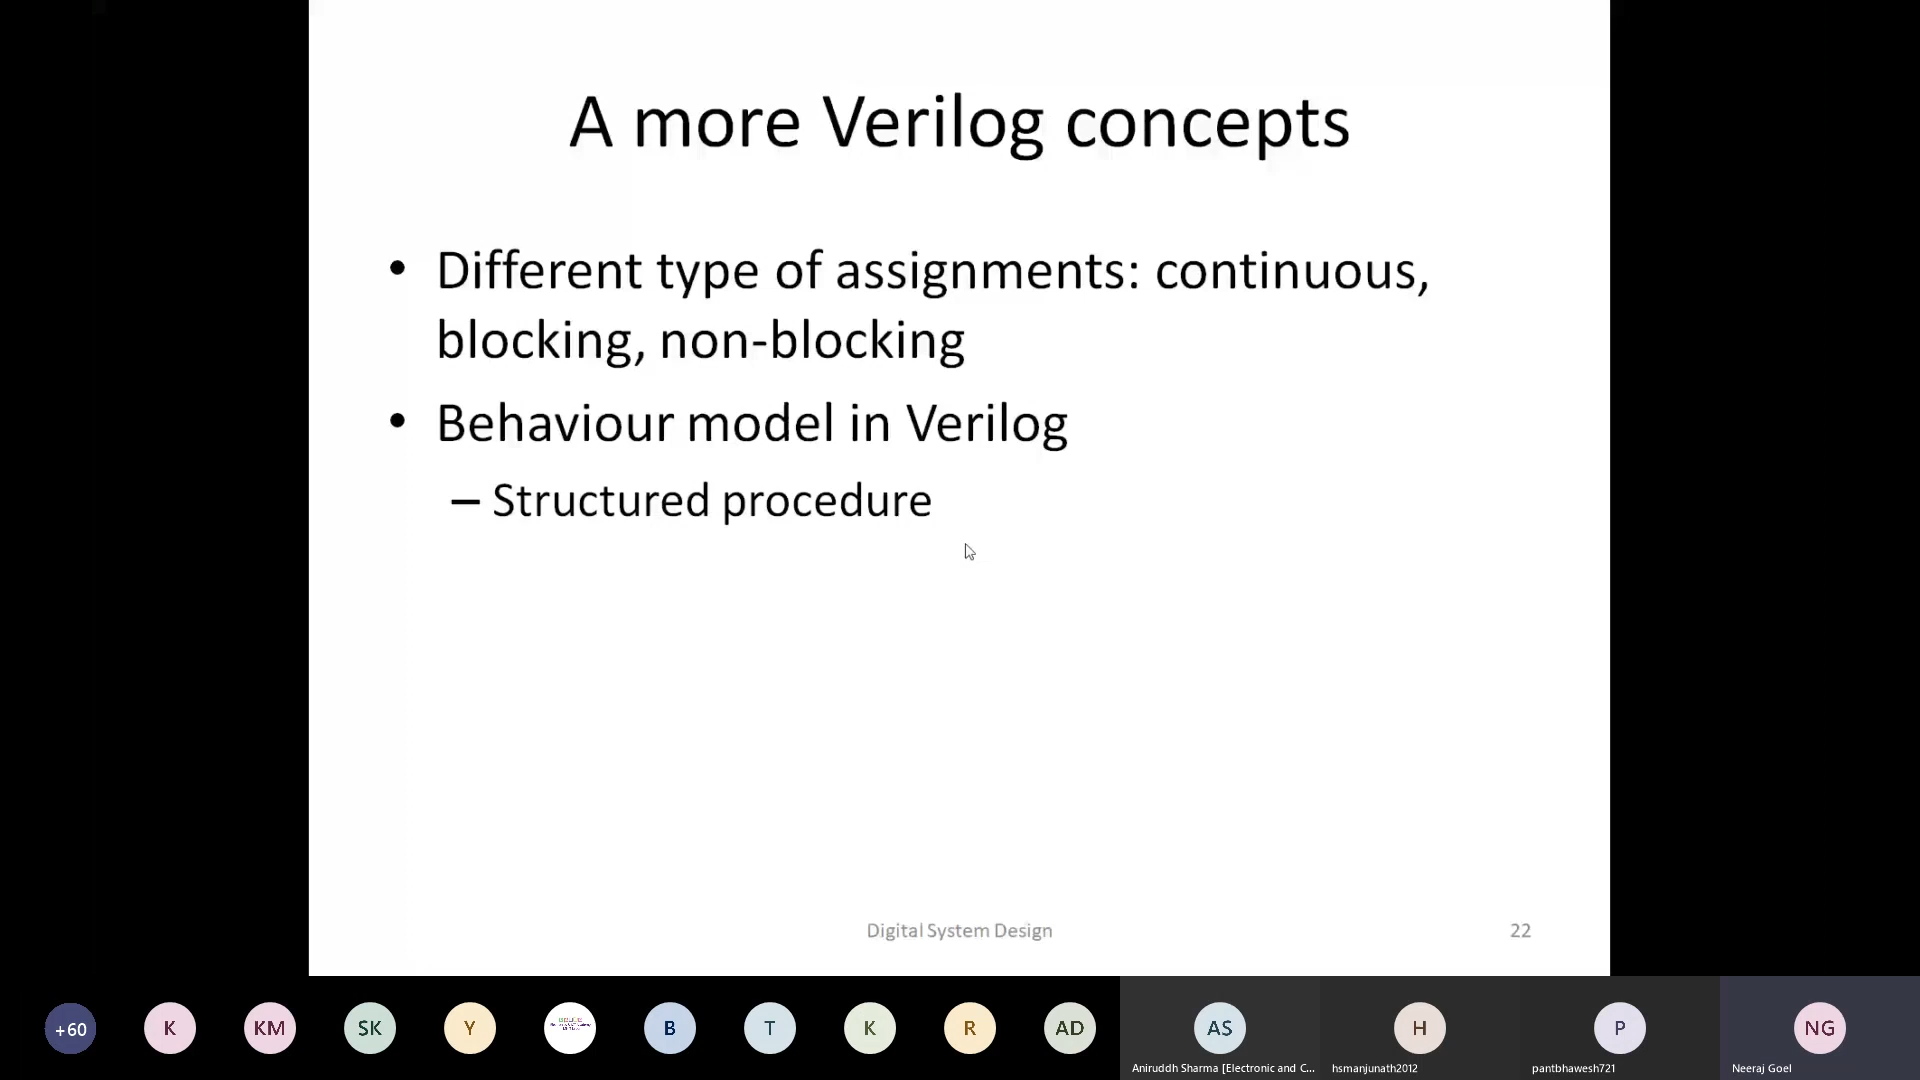 A more Verilog concepts
• Different type of assignments: continuous,
blocking, non-blocking
• Behaviour model in Verilog
– Structured procedure
Digital System Design
22
+60
K
KM
SK
Y
B
T
K
R
AD
AS
H
P
NG
Aniruddh Sharma [Electronic and C...
hsmanjunath2012
pantbhawesh721
Neeraj Goel